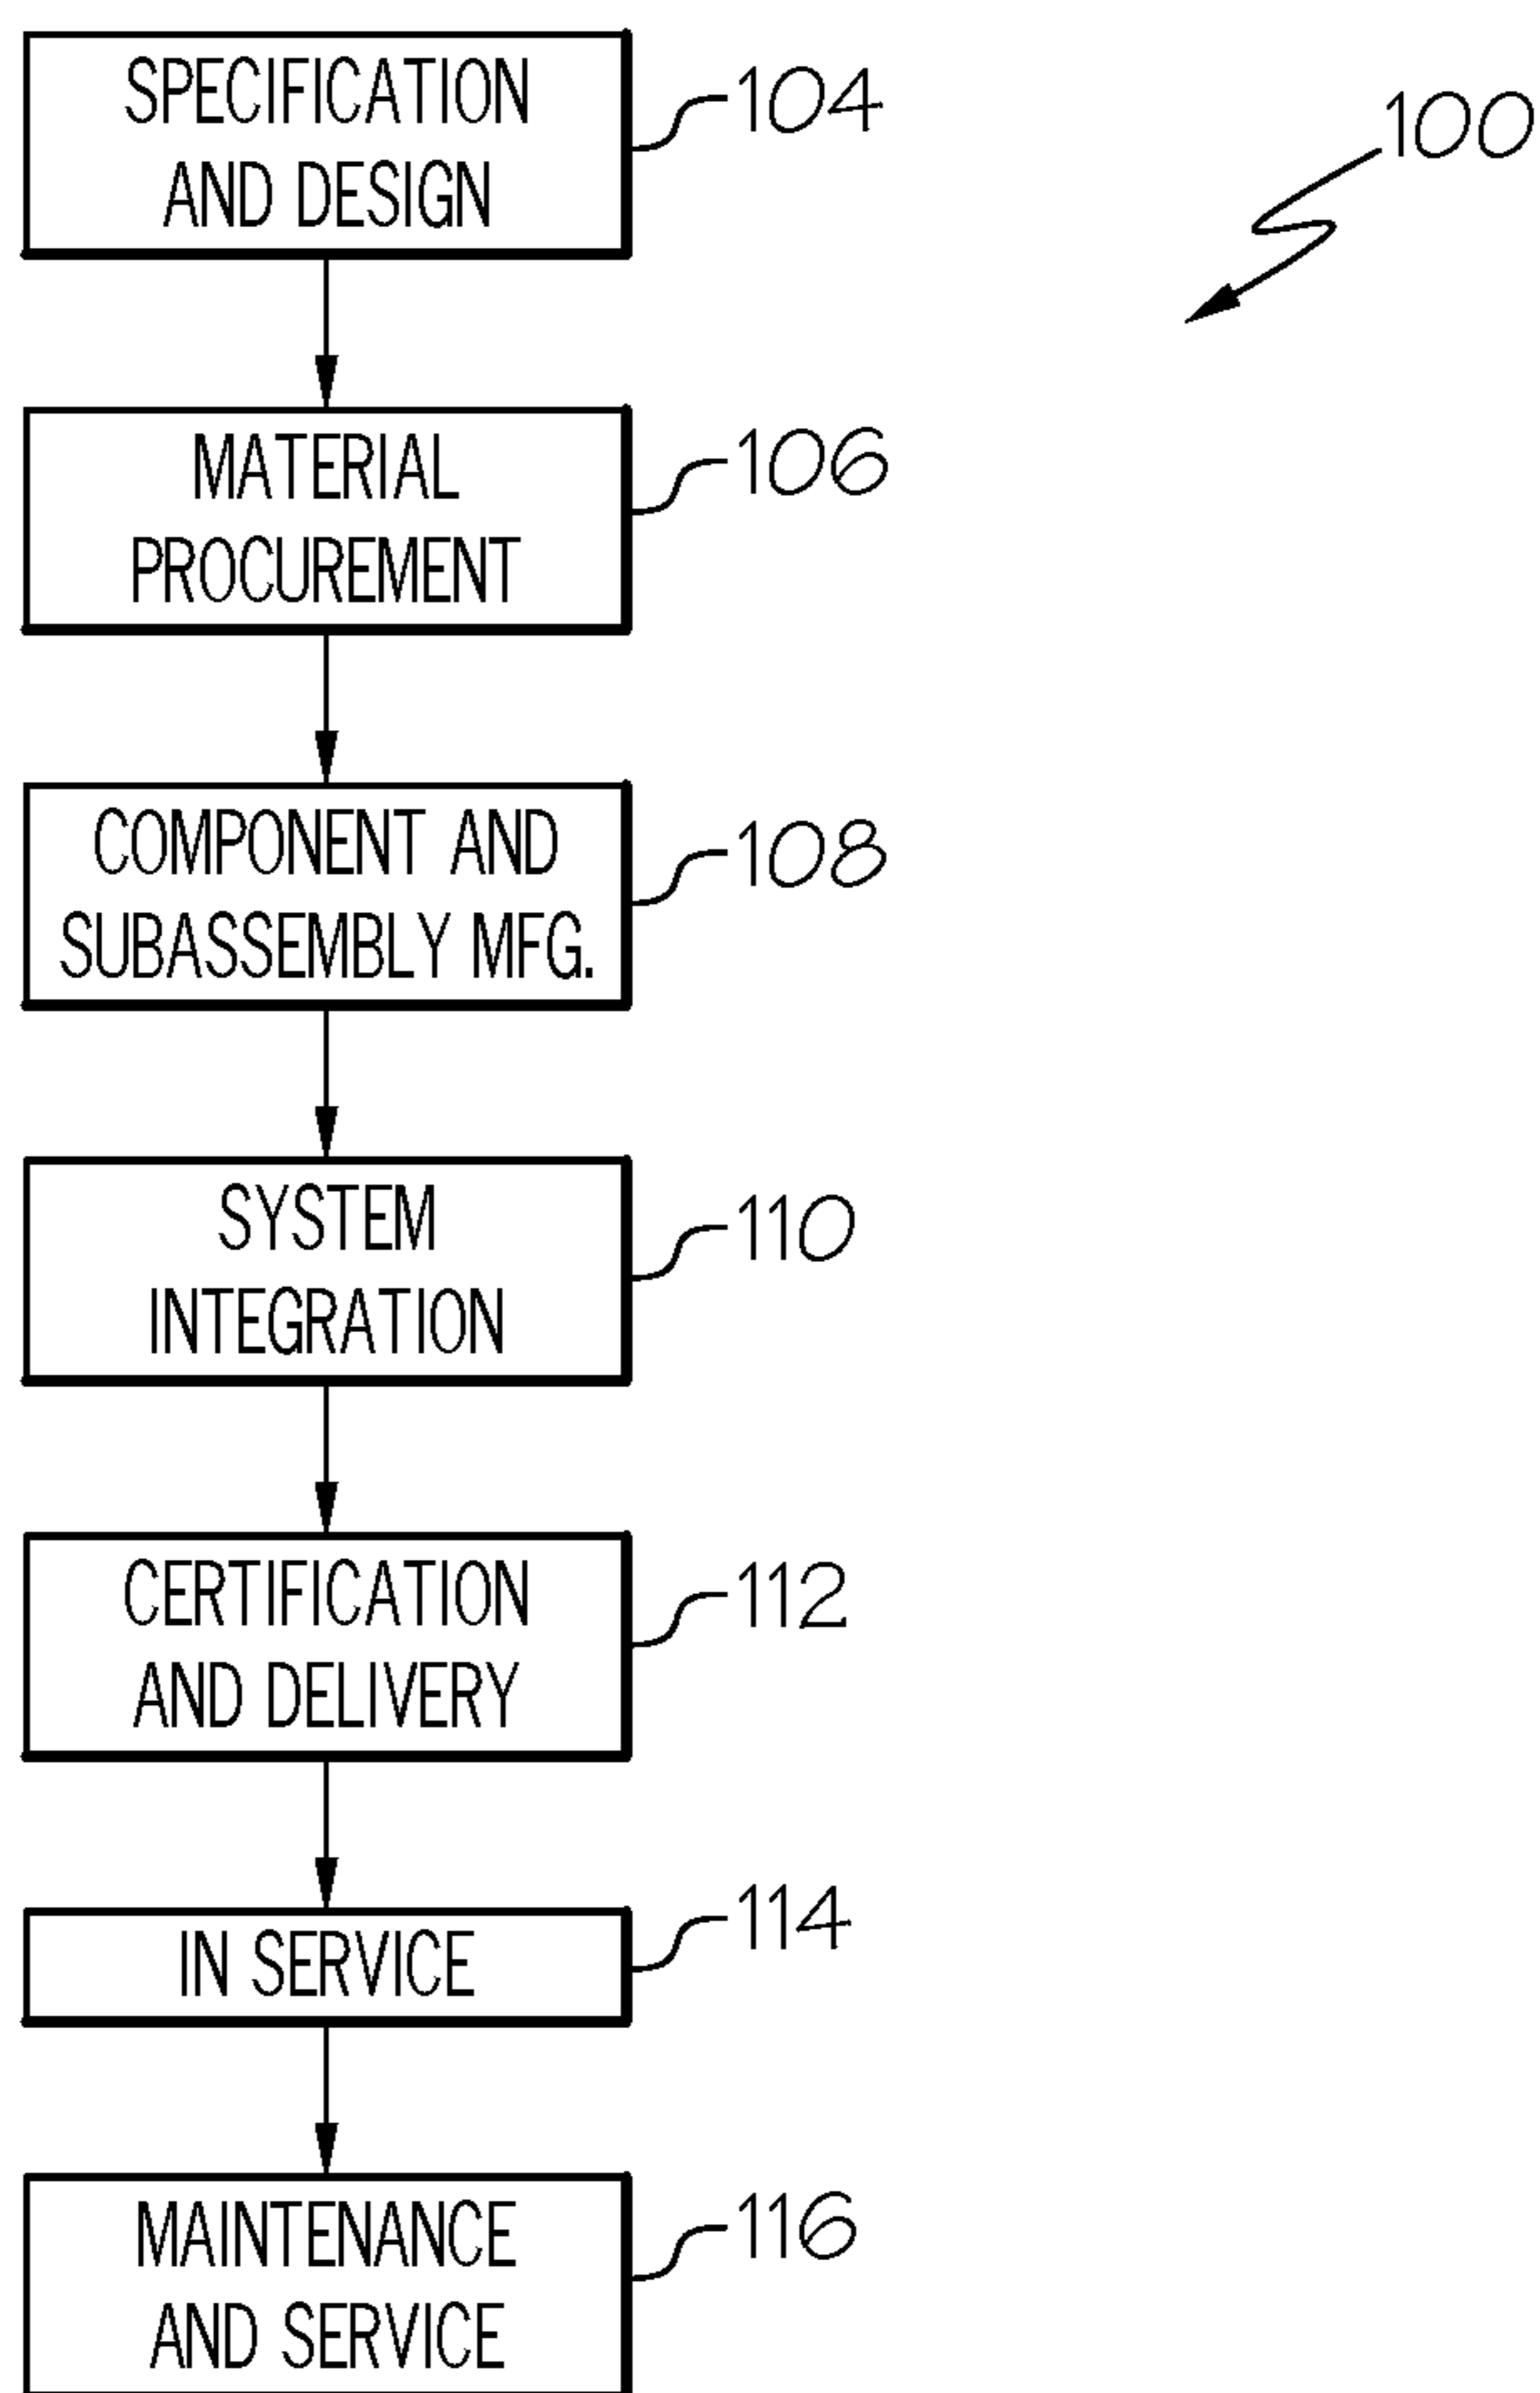 SPECIFICATION
AND DESIGN
104
100
MATERIAL
PROCUREMENT
106
COMPONENT AND
SUBASSEMBLY MFG.
108
SYSTEM
INTEGRATION
110
CERTIFICATION
AND DELIVERY
112
IN SERVICE
114
MAINTENANCE
AND SERVICE
116